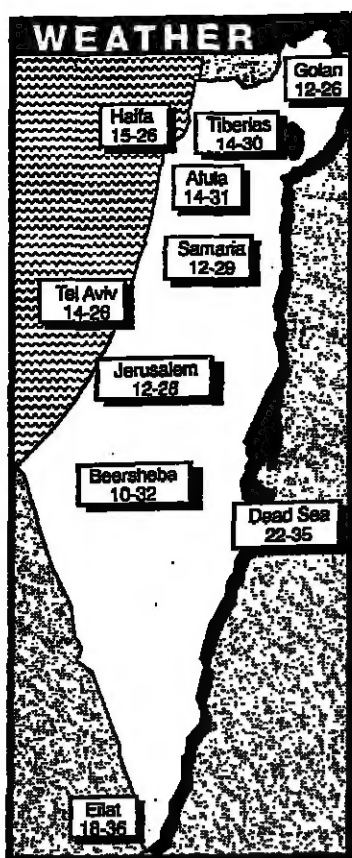 WEATHER
Golan
12-26
Haifa
15-26
Tiberias
14-30
Afula
14-31
Samaria
12-29
Tel Aviv
14-26
Jerusalem
12-26
Beersheba
10-32
Dead Sea
22-35
Eilat
18-36